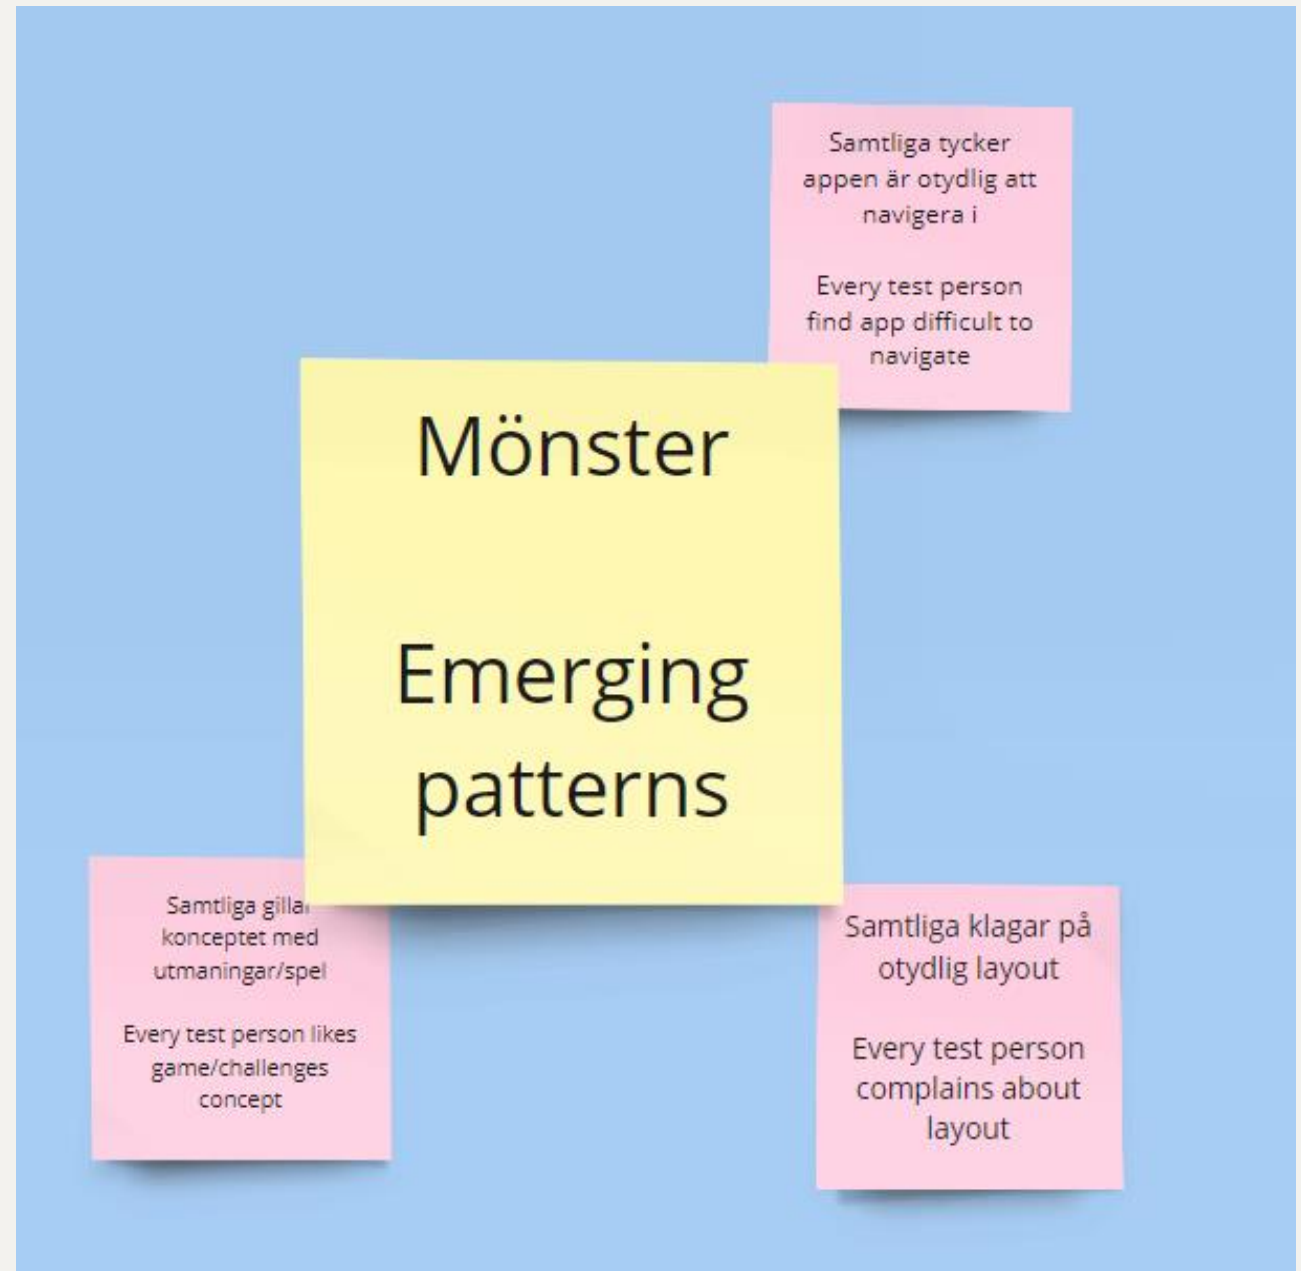 Samtliga tycker
appen är otydlig att
navigera i
Every test person
find app difficult to
navigate
Mönster
Emerging
patterns
Samtliga gillar
konceptet med
utmaningar/spel
Every test person likes
game/challenges
concept
Samtliga klagar på
otydlig layout
Every test person
complains about
layout